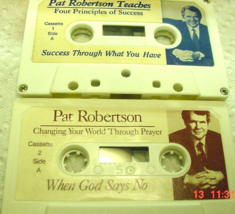 Pat Robertson Teaches
Four Principles of Success
Cassette
1
Side
A
Success Through What You Have
Pat Robertson
Changing Your World Through Prayer
Cassette
2
Side
A
When God Says No
13 11:31